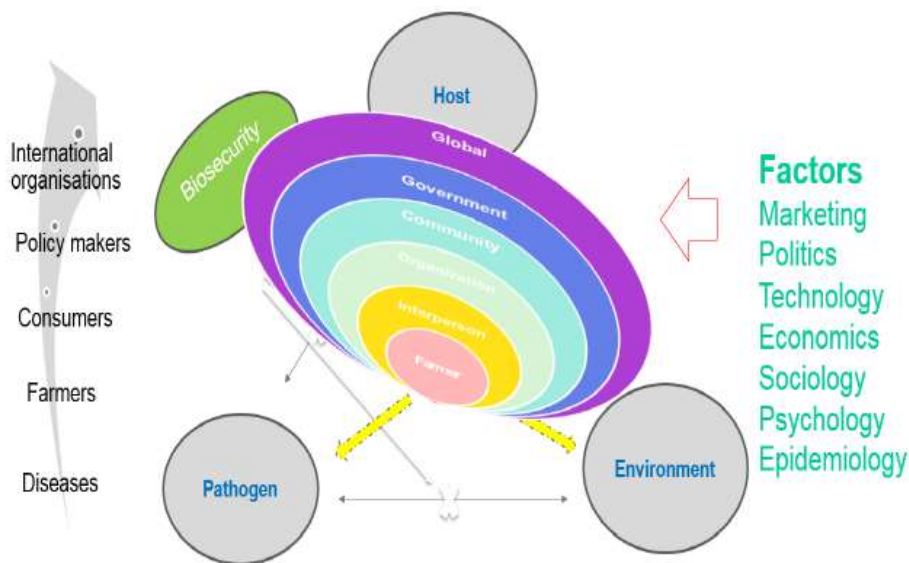 International
organisations
Policy makers
Consumers
Farmers
Diseases
Biosecurity
Host
Global
Government
Community
Organization
Interperson
Farmer
Pathogen
Environment
Factors
Marketing
Politics
Technology
Economics
Sociology
Psychology
Epidemiology